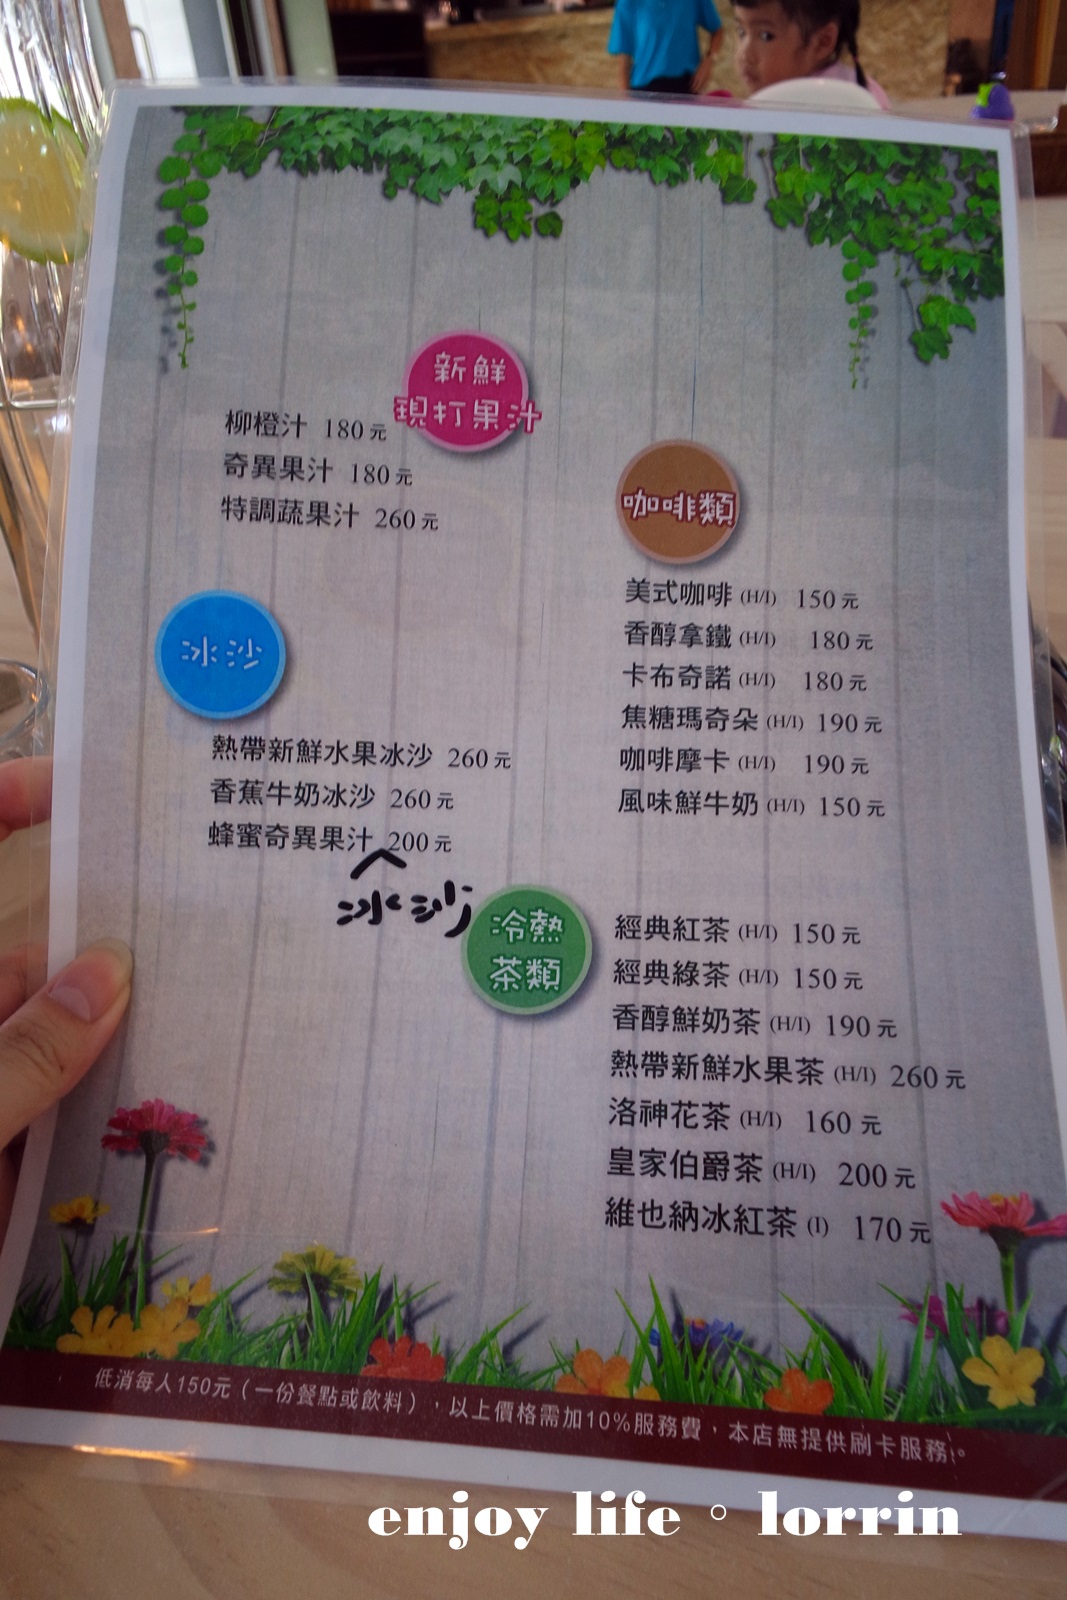 新鮮
現打果汁
柳橙汁 180元
奇異果汁 180元
特調蔬果汁 260元
咖啡類
美式咖啡 (H/I) 150元
香醇拿鐵 (H/I) 180元
卡布奇諾 (H/I) 180元
焦糖瑪奇朵 (H/I) 190元
咖啡摩卡 (H/I) 190元
風味鮮牛奶 (H/I) 150元
冰沙
熱帶新鮮水果冰沙 260元
香蕉牛奶冰沙 260元
蜂蜜奇異果汁 200元
冰沙
冷熱
茶類
經典紅茶 (H/I) 150元
經典綠茶 (H/I) 150元
香醇鮮奶茶 (H/I) 190元
熱帶新鮮水果茶 (H/I) 260元
洛神花茶 (H/I) 160元
皇家伯爵茶 (H/I) 200元
維也納冰紅茶 (I) 170元
低消每人150元（一份餐點或飲料），以上價格需加10%服務費，本店無提供刷卡服務。
enjoy life。lorrin